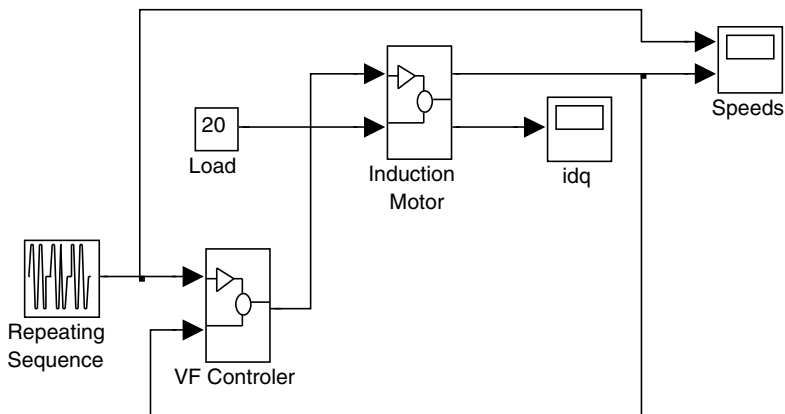 Speeds
20
Load
Induction
Motor
idq
Repeating
Sequence
VF Controler